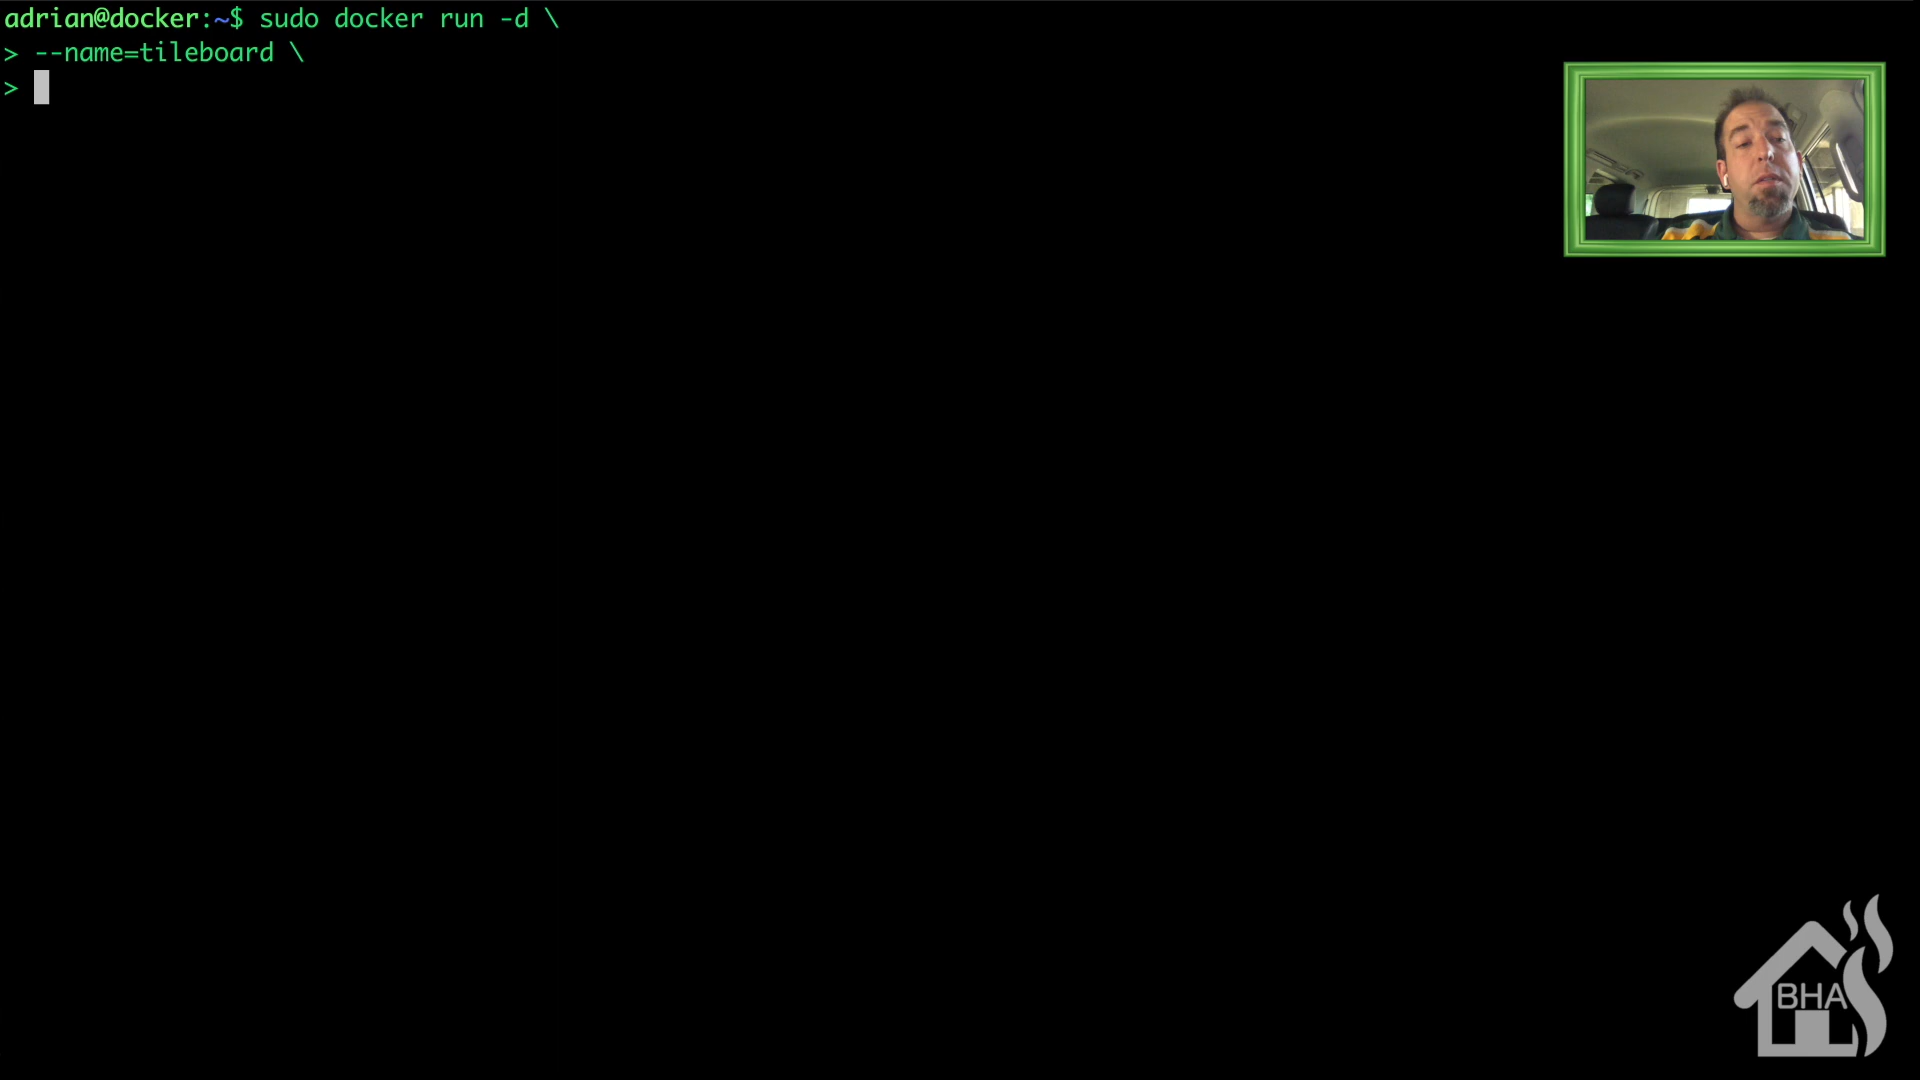 adrian@docker:~$ sudo docker run -d \
> --name=tileboard \
>
BHA